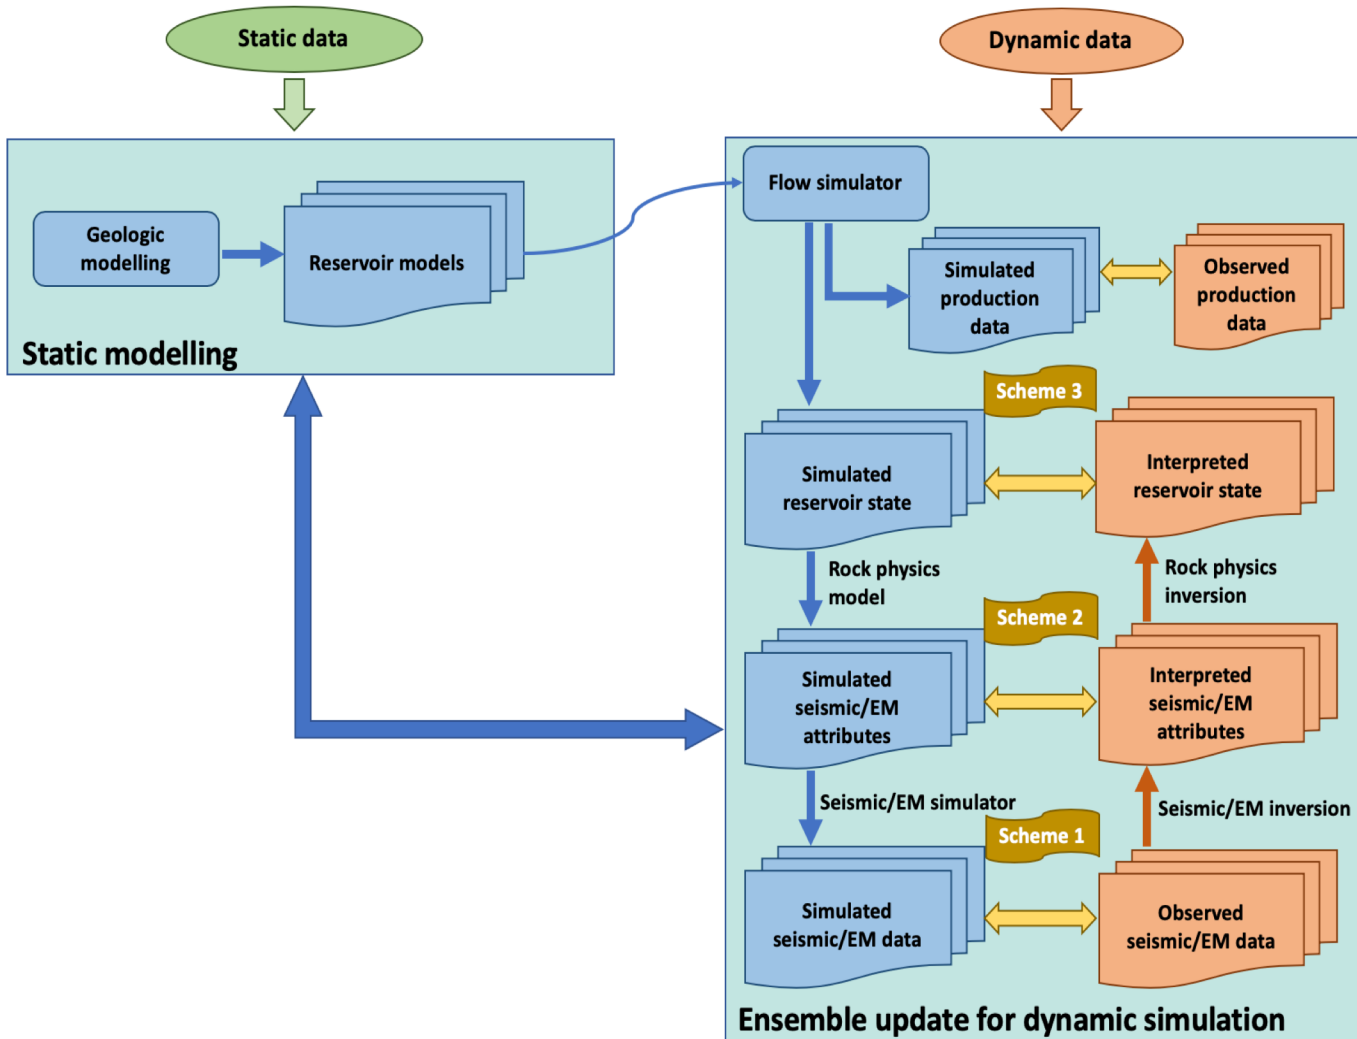 Static data
Dynamic data
Geologic
modelling
Reservoir models
Static modelling
Flow simulator
Simulated
production
data
Observed
production
data
Scheme 3
Simulated
reservoir state
Interpreted
reservoir state
Rock physics
model
Rock physics
inversion
Scheme 2
Simulated
seismic/EM
attributes
Interpreted
seismic/EM
attributes
Seismic/EM simulator
Seismic/EM inversion
Scheme 1
Simulated
seismic/EM data
Observed
seismic/EM data
Ensemble update for dynamic simulation